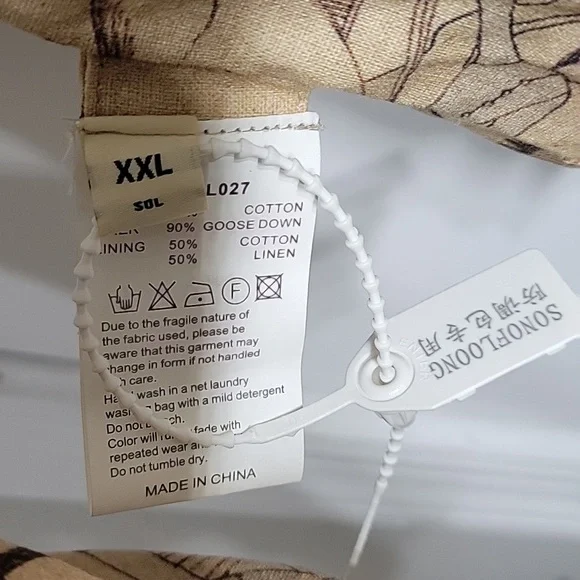 XXL
SOL
L027
COTTON
90% GOOSE DOWN
50% COTTON
50% LINEN
Due to the fragile nature of
the fabric used, please be
aware that this garment may
change in form if not handled
care.
wash in a net laundry
bag with a mild detergent
Do not
Color will fade with
repeated wear
Do not tumble dry.
MADE IN CHINA
SONOFLOONG
防调包专用